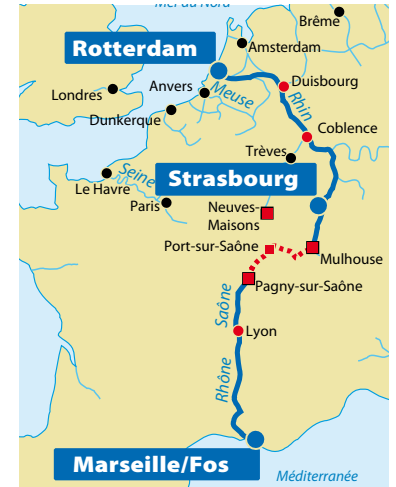 Mer du Nord
Brême
Rotterdam
Amsterdam
Anvers
Duisbourg
Londres
Meuse
Rhin
Dunkerque
Coblence
Trèves
Seine
Strasbourg
Le Havre
Paris
Neuves-
Maisons
Port-sur-Saône
Mulhouse
Pagny-sur-Saône
Saône
Lyon
Rhône
Marseille/Fos
Méditerranée